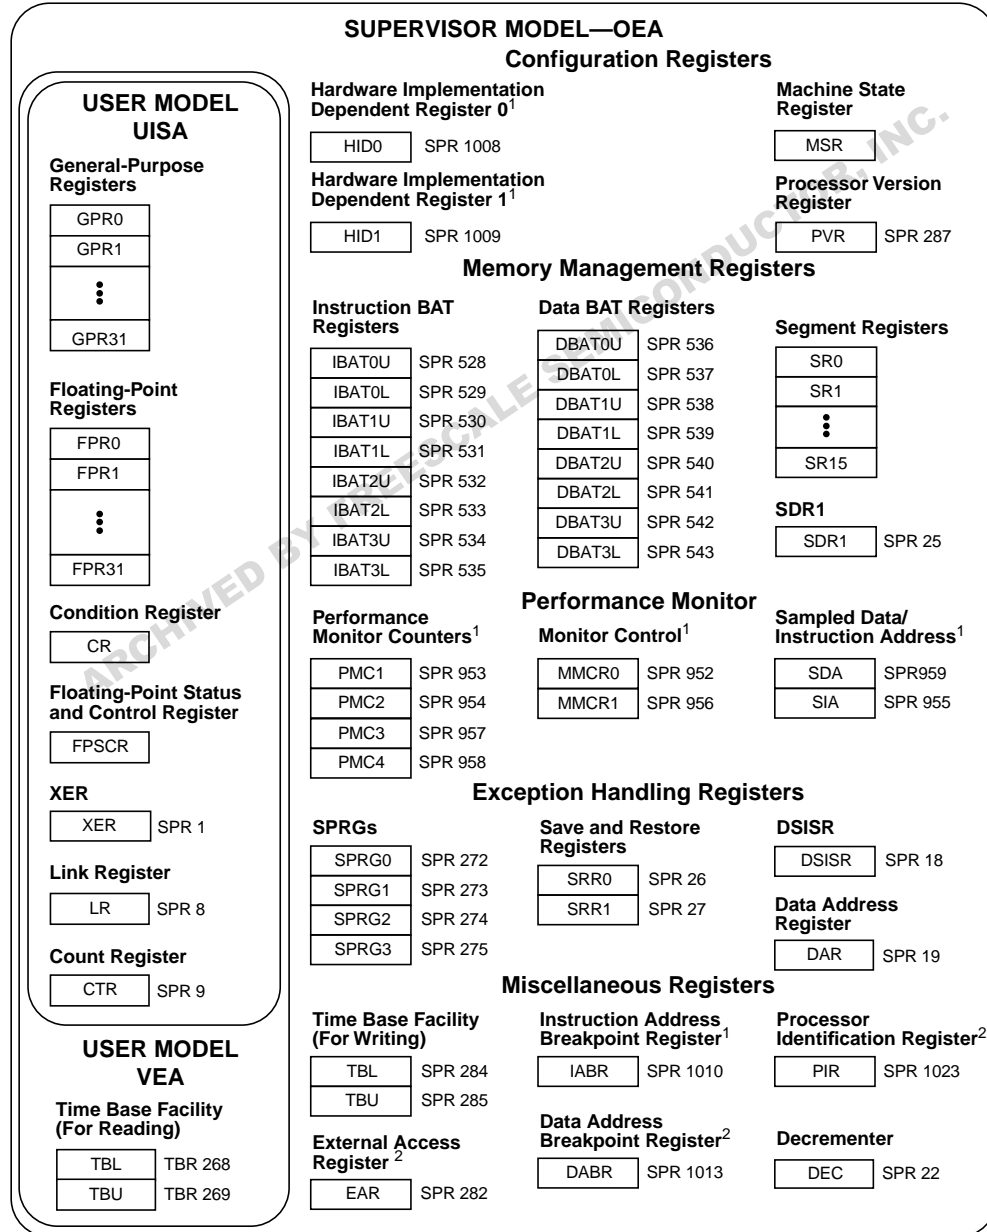 SUPERVISOR MODEL—OEA
Configuration Registers
USER MODEL
UISA
General-Purpose
Registers
GPR0
GPR1
GPR31
Floating-Point
Registers
FPR0
FPR1
FPR31
Condition Register
CR
Floating-Point Status
and Control Register
FPSCR
XER
XER SPR 1
Link Register
LR SPR 8
Count Register
CTR SPR 9
USER MODEL
VEA
Time Base Facility
(For Reading)
TBL TBR 268
TBU TBR 269
Hardware Implementation
Dependent Register 0¹
HID0 SPR 1008
Hardware Implementation
Dependent Register 1¹
HID1 SPR 1009
Machine State
Register
MSR
Processor Version
Register
PVR SPR 287
Memory Management Registers
Instruction BAT
Registers
IBAT0U SPR 528
IBAT0L SPR 529
IBAT1U SPR 530
IBAT1L SPR 531
IBAT2U SPR 532
IBAT2L SPR 533
IBAT3U SPR 534
IBAT3L SPR 535
Data BAT Registers
DBAT0U SPR 536
DBAT0L SPR 537
DBAT1U SPR 538
DBAT1L SPR 539
DBAT2U SPR 540
DBAT2L SPR 541
DBAT3U SPR 542
DBAT3L SPR 543
Segment Registers
SR0
SR1
SR15
SDR1
SDR1 SPR 25
Performance Monitor
Performance
Monitor Counters¹
PMC1 SPR 953
PMC2 SPR 954
PMC3 SPR 957
PMC4 SPR 958
Monitor Control¹
MMCR0 SPR 952
MMCR1 SPR 956
Sampled Data/
Instruction Address¹
SDA SPR959
SIA SPR 955
Exception Handling Registers
SPRGs
SPRG0 SPR 272
SPRG1 SPR 273
SPRG2 SPR 274
SPRG3 SPR 275
Save and Restore
Registers
SRR0 SPR 26
SRR1 SPR 27
DSISR
DSISR SPR 18
Data Address
Register
DAR SPR 19
Miscellaneous Registers
Time Base Facility
(For Writing)
TBL SPR 284
TBU SPR 285
External Access
Register ²
EAR SPR 282
Instruction Address
Breakpoint Register¹
IABR SPR 1010
Data Address
Breakpoint Register²
DABR SPR 1013
Processor
Identification Register²
PIR SPR 1023
Decrementer
DEC SPR 22
ARCHIVED BY FREESCALE SEMICONDUCTOR, INC.